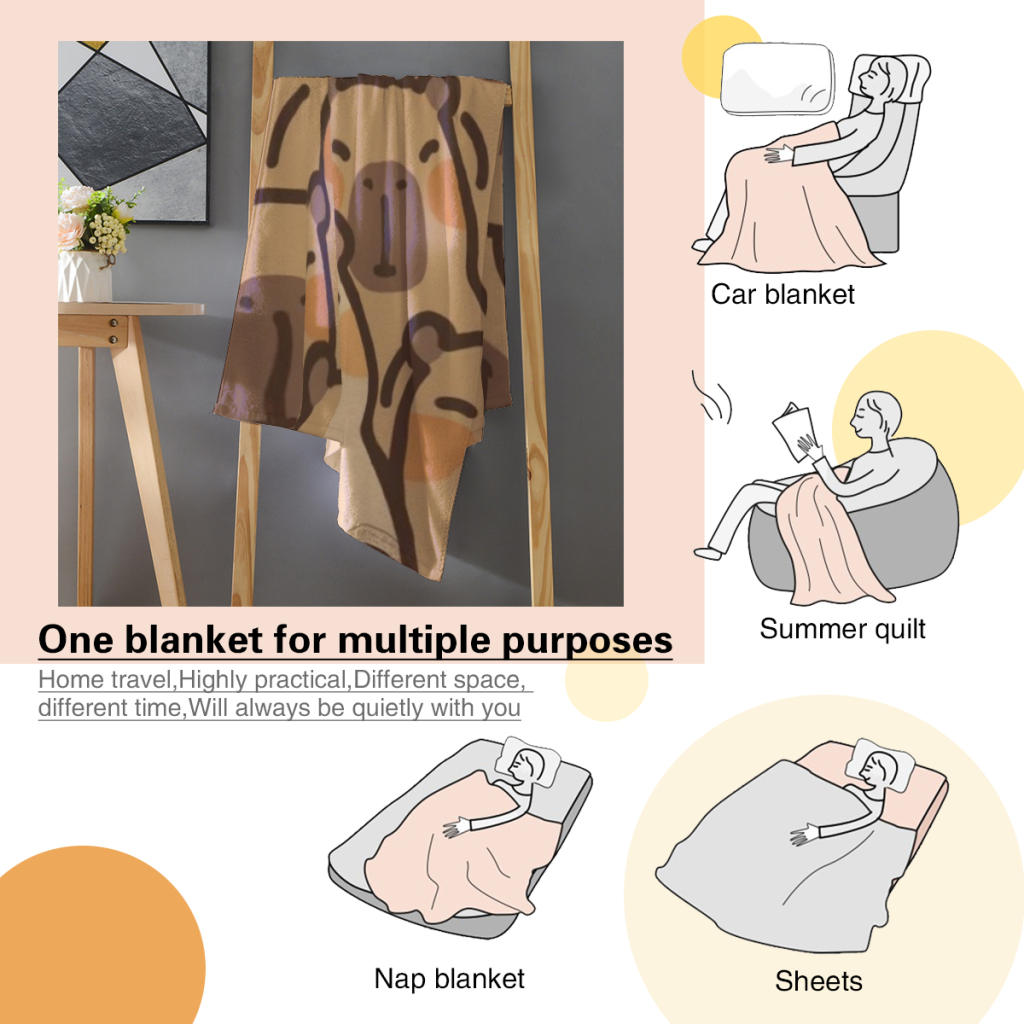 Car blanket
Summer quilt
One blanket for multiple purposes
Home travel,Highly practical,Different space,
different time,Will always be quietly with you
Nap blanket
Sheets